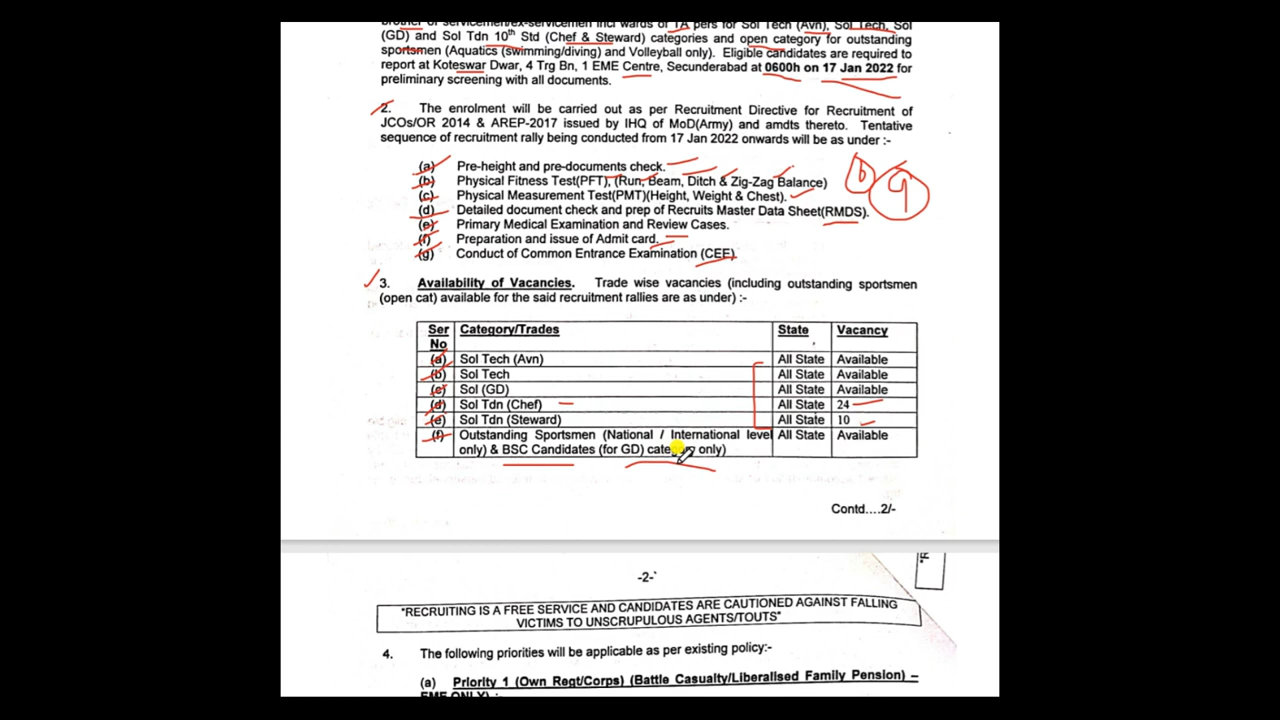 brother of servicemen/ex-servicemen incl wards of TA pers for Sol Tech (Avn), Sol Tech, Sol
(GD) and Sol Tdn 10th Std (Chef & Steward) categories and open category for outstanding
sportsmen (Aquatics (swimming/diving) and Volleyball only). Eligible candidates are required to
report at Koteswar Dwar, 4 Trg Bn, 1 EME Centre, Secunderabad at 0600h on 17 Jan 2022 for
preliminary screening with all documents.
2. The enrolment will be carried out as per Recruitment Directive for Recruitment of
JCOs/OR 2014 & AREP-2017 issued by IHQ of MoD(Army) and amdts thereto. Tentative
sequence of recruitment rally being conducted from 17 Jan 2022 onwards will be as under :-
(a) Pre-height and pre-documents check.
(b) Physical Fitness Test(PFT), (Run, Beam, Ditch & Zig-Zag Balance)
(c) Physical Measurement Test(PMT)(Height, Weight & Chest).
(d) Detailed document check and prep of Recruits Master Data Sheet(RMDS).
(e) Primary Medical Examination and Review Cases.
(f) Preparation and issue of Admit card.
(g) Conduct of Common Entrance Examination (CEE).
3. Availability of Vacancies. Trade wise vacancies (including outstanding sportsmen
(open cat) available for the said recruitment rallies are as under) :-
Ser No Category/Trades State Vacancy
(a) Sol Tech (Avn) All State Available
(b) Sol Tech All State Available
(c) Sol (GD) All State Available
(d) Sol Tdn (Chef) All State 24
(e) Sol Tdn (Steward) All State 10
(f) Outstanding Sportsmen (National / International level All State Available
only) & BSC Candidates (for GD) only)
Contd....2/-
-2-
"RECRUITING IS A FREE SERVICE AND CANDIDATES ARE CAUTIONED AGAINST FALLING
VICTIMS TO UNSCRUPULOUS AGENTS/TOUTS"
4. The following priorities will be applicable as per existing policy:-
(a) Priority 1 (Own Regt/Corps) (Battle Casualty/Liberalised Family Pension) –
EME ONLY) :-